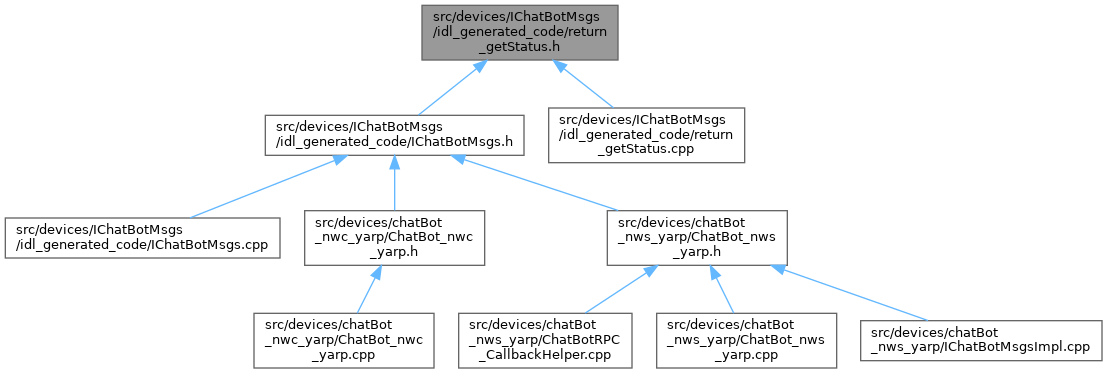 src/devices/IChatBotMsgs
/idl_generated_code/return
_getStatus.h
src/devices/IChatBotMsgs
/idl_generated_code/IChatBotMsgs.h
src/devices/IChatBotMsgs
/idl_generated_code/return
_getStatus.cpp
src/devices/IChatBotMsgs
/idl_generated_code/IChatBotMsgs.cpp
src/devices/chatBot
_nwc_yarp/ChatBot_nwc
_yarp.h
src/devices/chatBot
_nws_yarp/ChatBot_nws
_yarp.h
src/devices/chatBot
_nwc_yarp/ChatBot_nwc
_yarp.cpp
src/devices/chatBot
_nws_yarp/ChatBotRPC
_CallbackHelper.cpp
src/devices/chatBot
_nws_yarp/ChatBot_nws
_yarp.cpp
src/devices/chatBot
_nws_yarp/IChatBotMsgsImpl.cpp